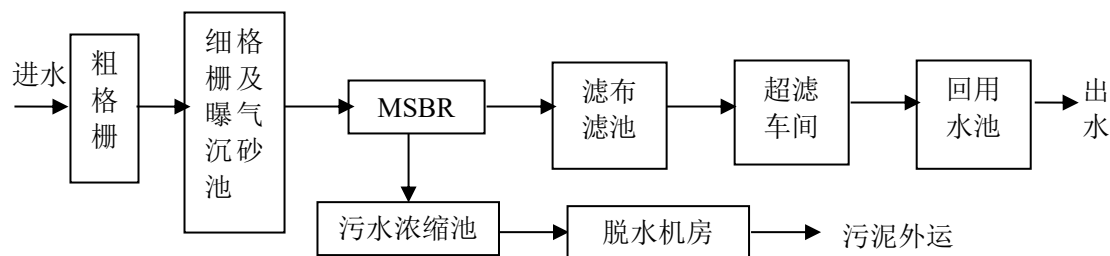 进水
粗
格
栅
细格
栅及
曝气
沉砂
池
MSBR
滤布
滤池
超滤
车间
回用
水池
出
水
污水浓缩池
脱水机房
污泥外运